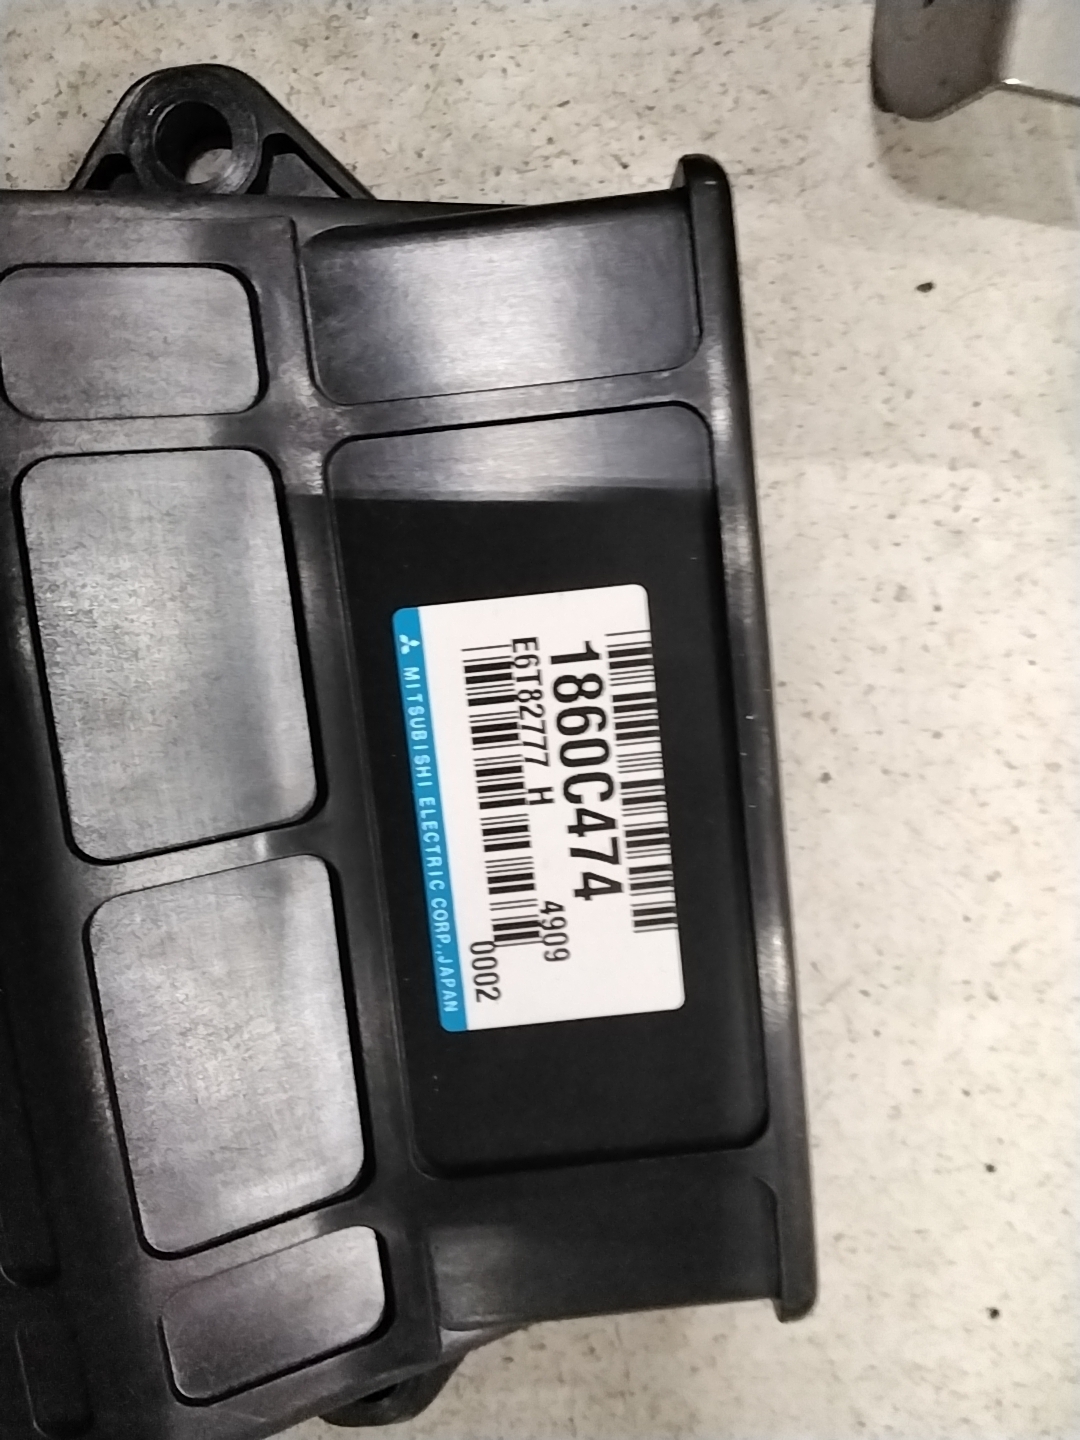 1860C474
E6T82777 H 4909
0002
MITSUBISHI ELECTRIC CORP.,JAPAN